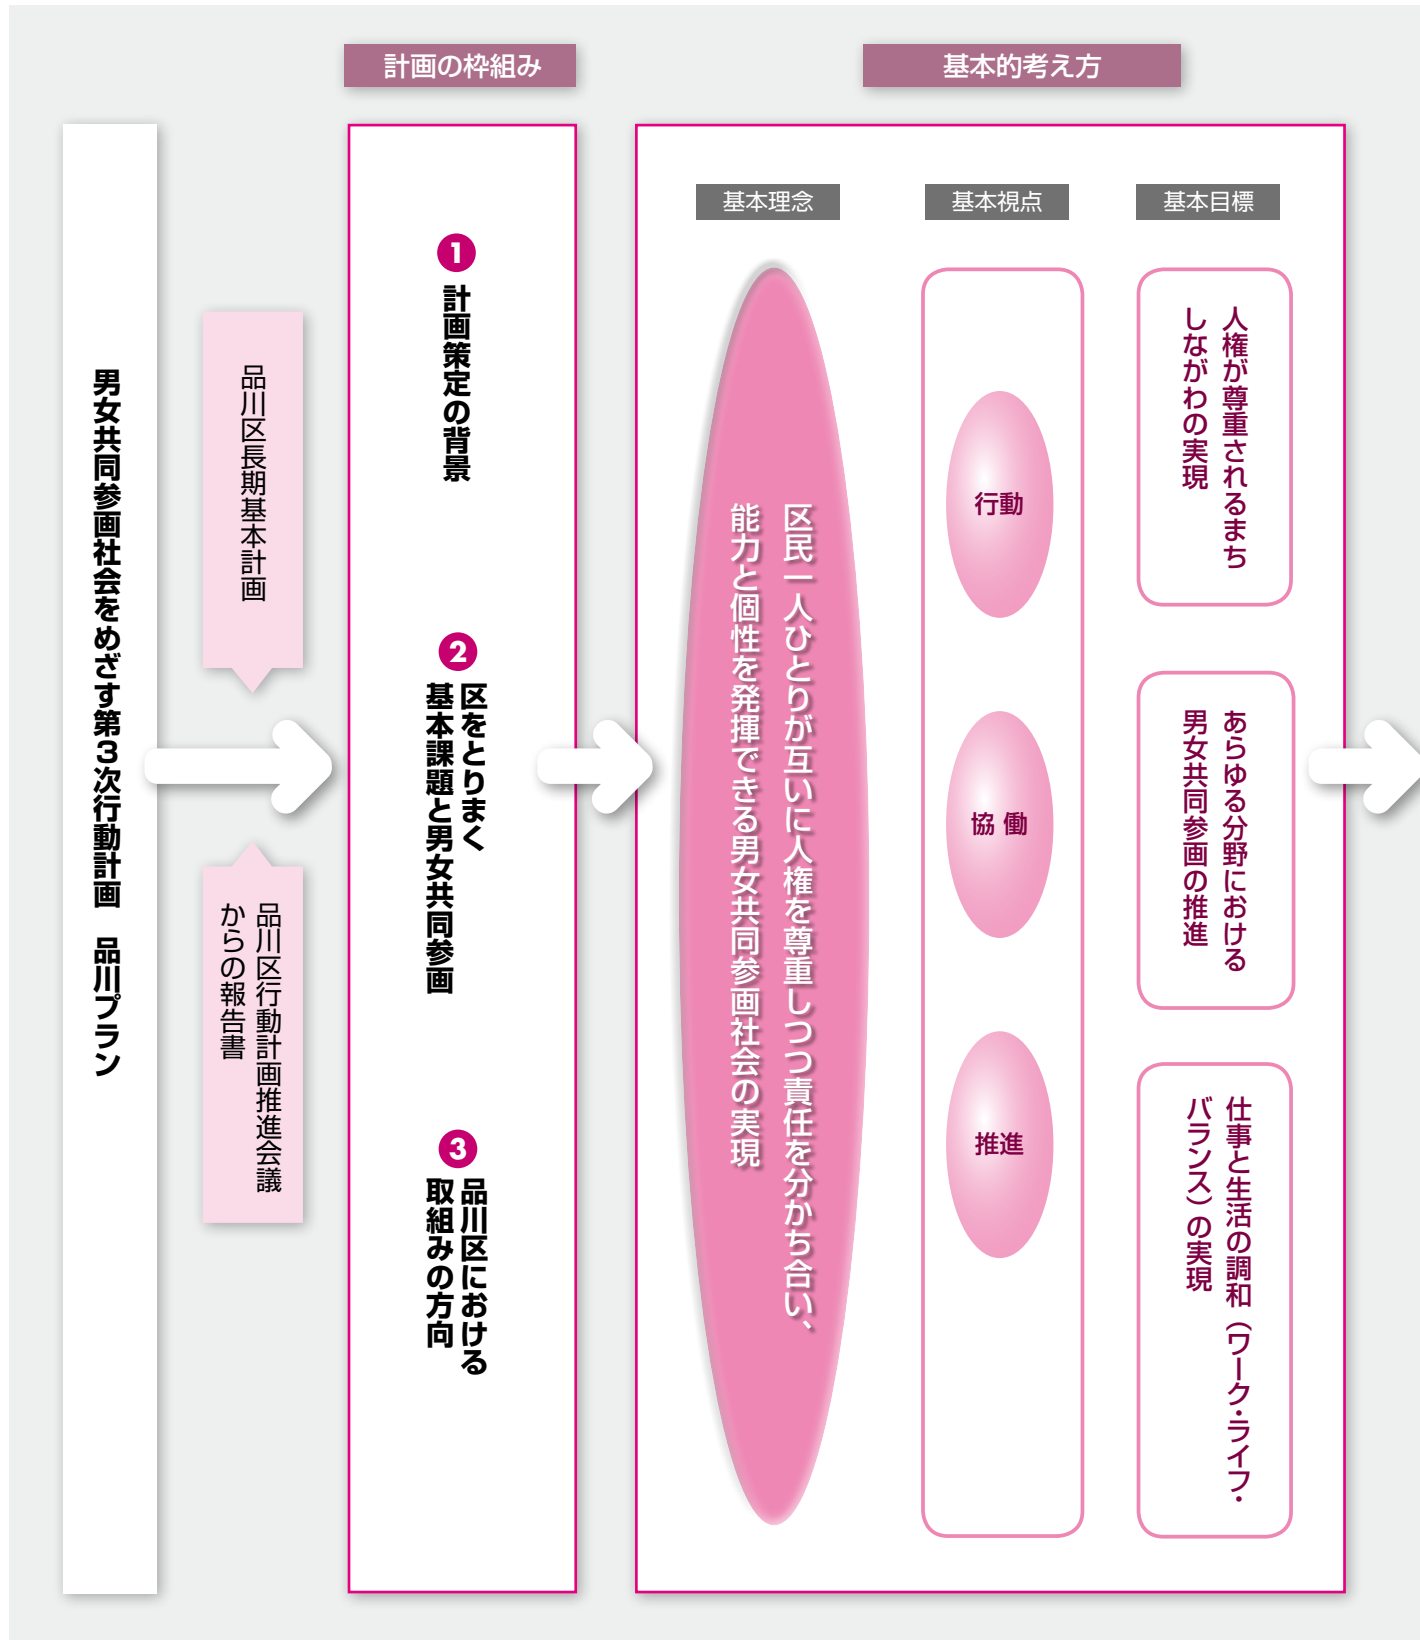 計画の枠組み
基本的考え方
男女共同参画社会をめざす第3次行動計画　品川プラン
品川区長期基本計画
品川区行動計画推進会議
からの報告書
1
計画策定の背景
2
区をとりまく
基本課題と男女共同参画
3
品川区における
取組みの方向
基本理念
区民一人ひとりが互いに人権を尊重しつつ責任を分かち合い、
能力と個性を発揮できる男女共同参画社会の実現
基本視点
行動
協 働
推進
基本目標
人権が尊重されるまち
しながわの実現
あらゆる分野における
男女共同参画の推進
仕事と生活の調和（ワーク・ライフ・
バランス）の実現